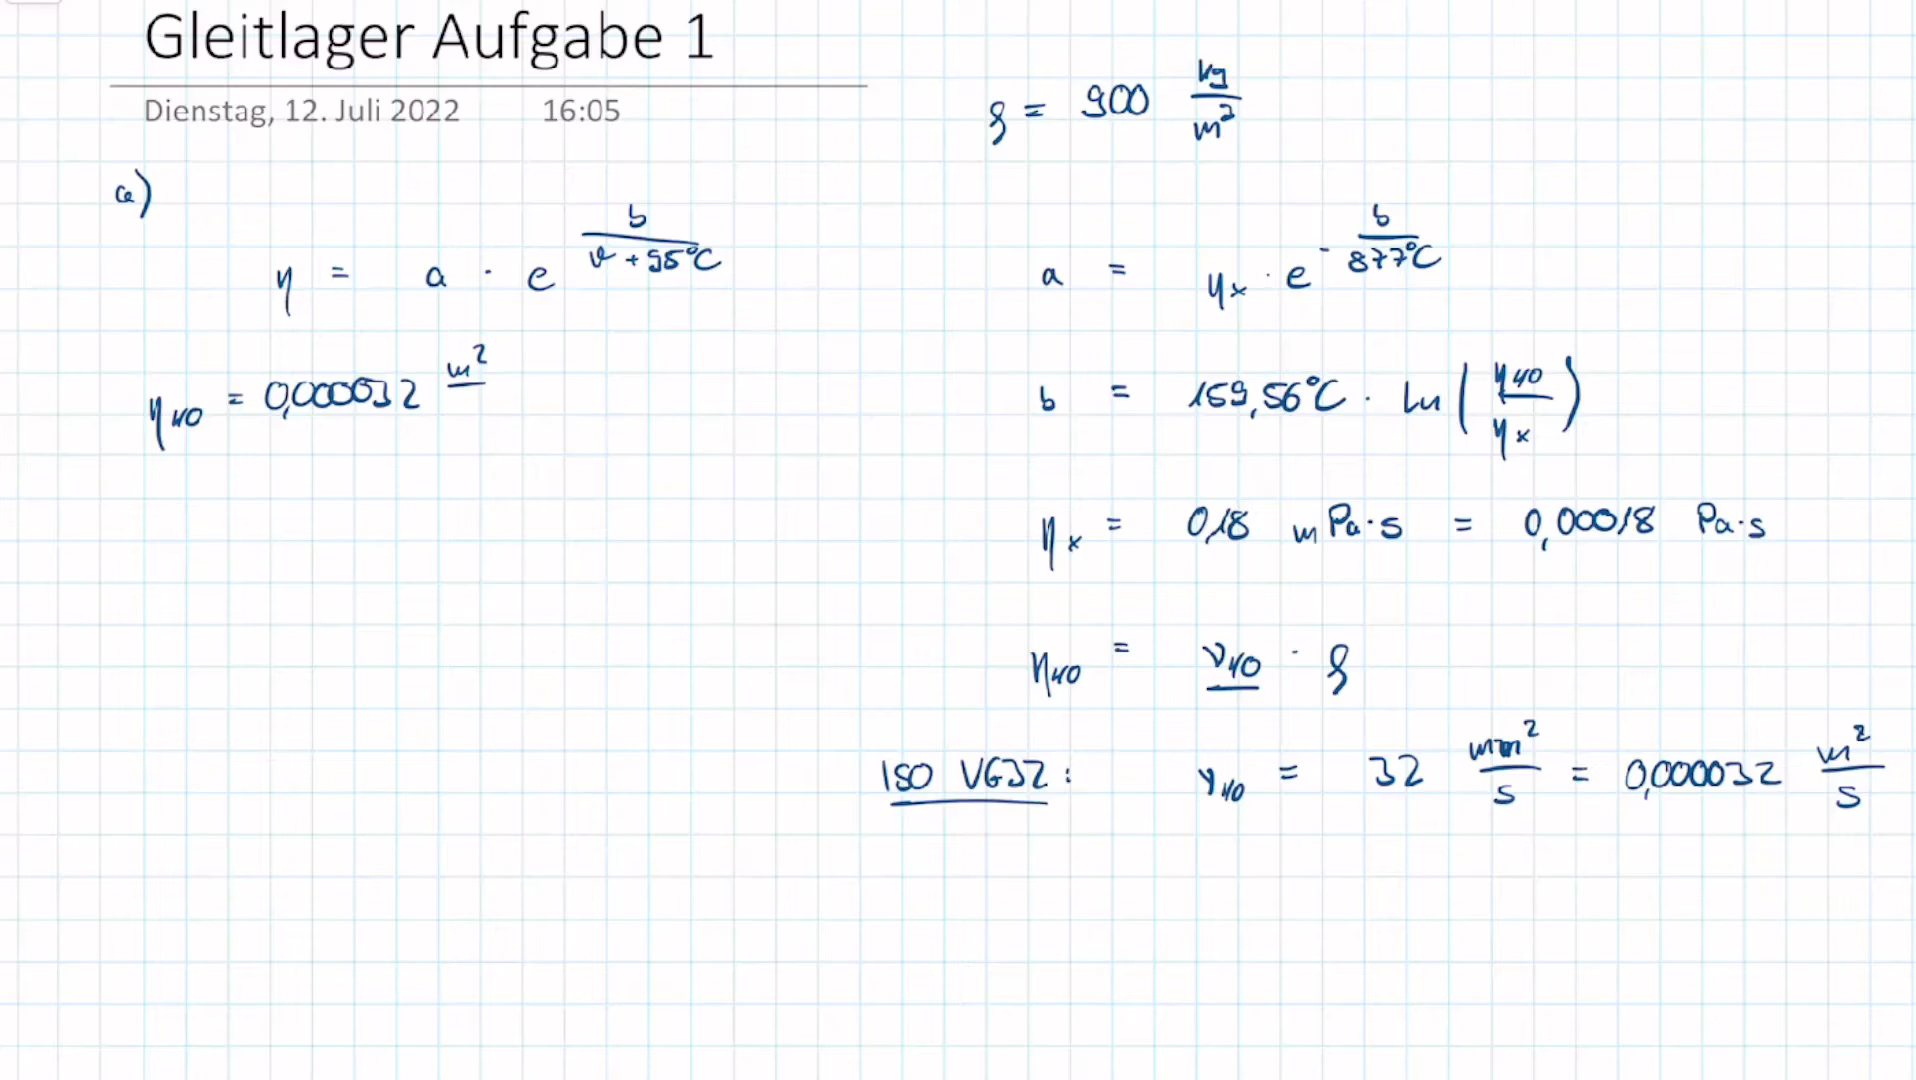 Gleitlager Aufgabe 1
Dienstag, 12. Juli 2022 16:05
ρ = 900 kg/m³
a)
η = a · e^(b/(ϑ + 95°C))
a = ηx · e^(-b/877°C)
η40 = 0,000032 m²
b = 159,56°C · ln(η40/ηx)
ηx = 0,18 mPa·s = 0,00018 Pa·s
η40 = ν40 · ρ
ISO VG32: ν40 = 32 mm²/s = 0,000032 m²/s